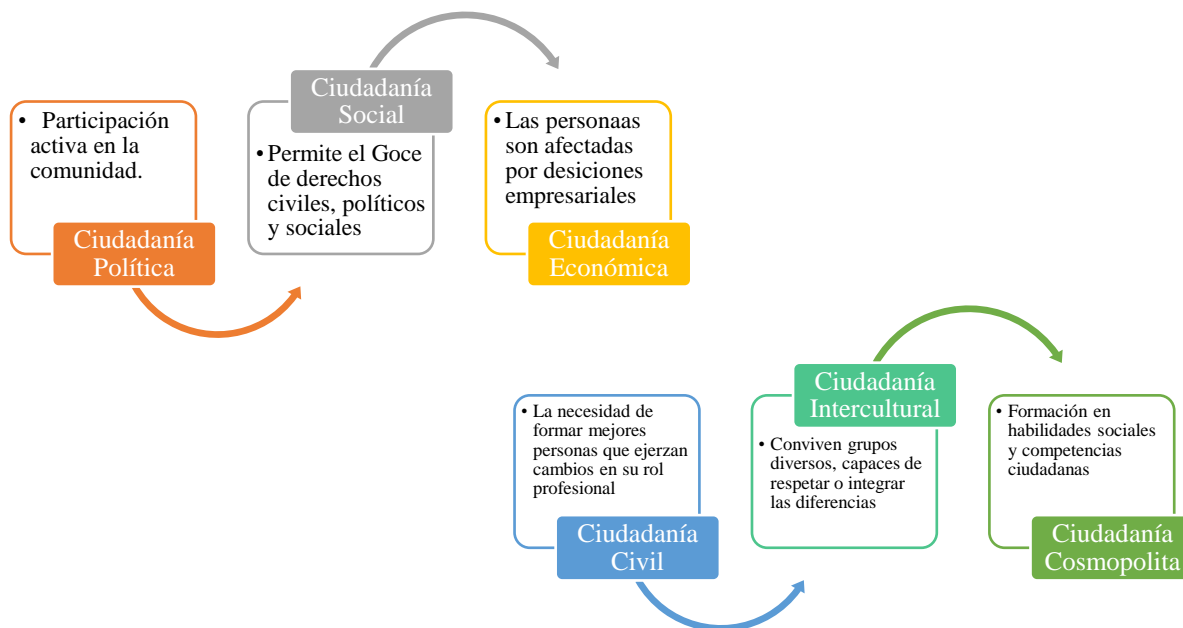 • Participación
activa en la
comunidad.
Ciudadanía
Política
Ciudadanía
Social
• Permite el Goce
de derechos
civiles, políticos
y sociales
• Las personaas
son afectadas
por desiciones
empresariales
Ciudadanía
Económica
• La necesidad de
formar mejores
personas que ejerzan
cambios en su rol
profesional
Ciudadanía
Civil
Ciudadanía
Intercultural
• Conviven grupos
diversos, capaces de
respetar o integrar
las diferencias
• Formación en
habilidades sociales
y competencias
ciudadanas
Ciudadanía
Cosmopolita